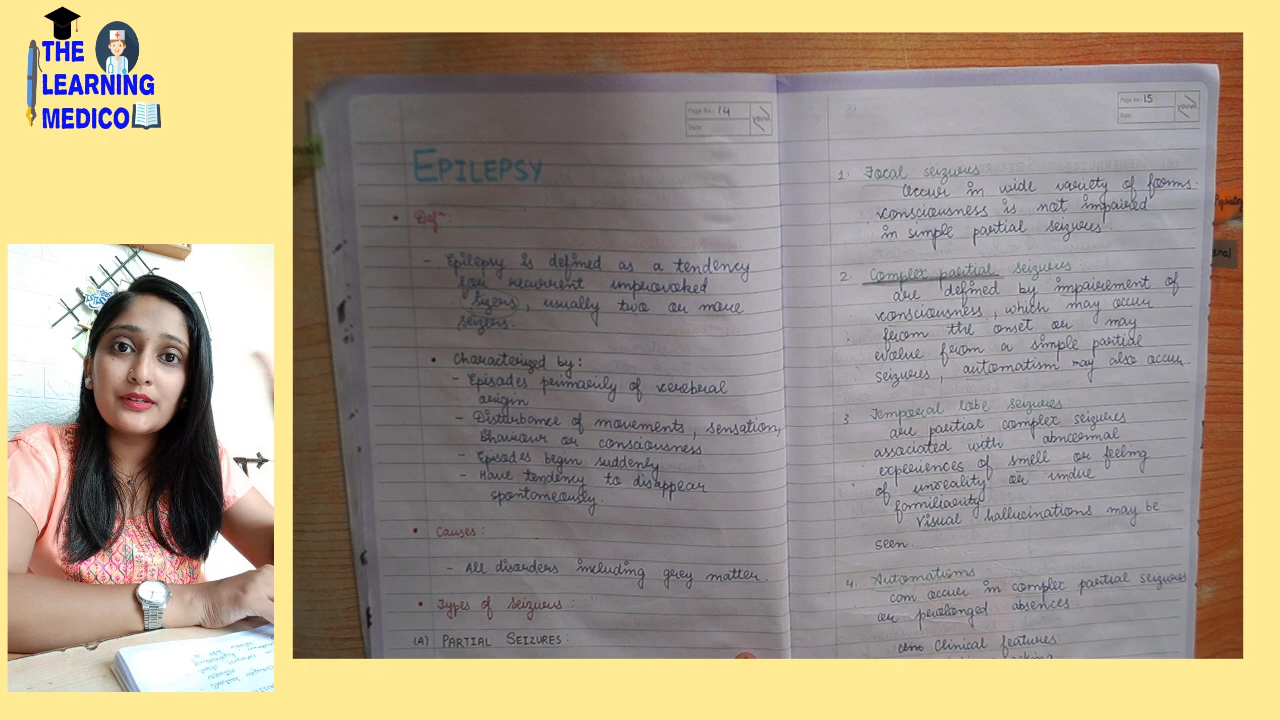 THE
LEARNING
MEDICO
Page No.: 14
Date:
EPILEPSY
• Defn
- Epilepsy is defined as a tendency
for recurrent unprovoked
Sizers, usually two or more
seizers.
• Characterized by:
- Episodes primarily of cerebral
origin
- Disturbance of movements, sensation,
bhaviour or consciousness
- Episodes begin suddenly
- Have tendency to disappear
spontaneously.
• Causes:
- All disorders including grey matter.
• Types of seizures:
(A) PARTIAL SEIZURES:
Page No.: 15
Date:
1. Focal seizures
Occur in wide variety of forms.
consciousness is not impaired
in simple partial seizures.
2. Complex partial seizures:
are defined by impairement of
consciousness, which may occur
from the onset or may
evolve from a simple partial
seizures, automatism may also occur.
3. Temporal lobe seizures:
are partial complex seizures
associated with abnormal
experiences of smell or feeling
of unreality or undue
familiarity
Visual hallucinations may be
seen.
4. Automatisms
can occur in complex partial seizures
or prolonged absences.
Clinical features: